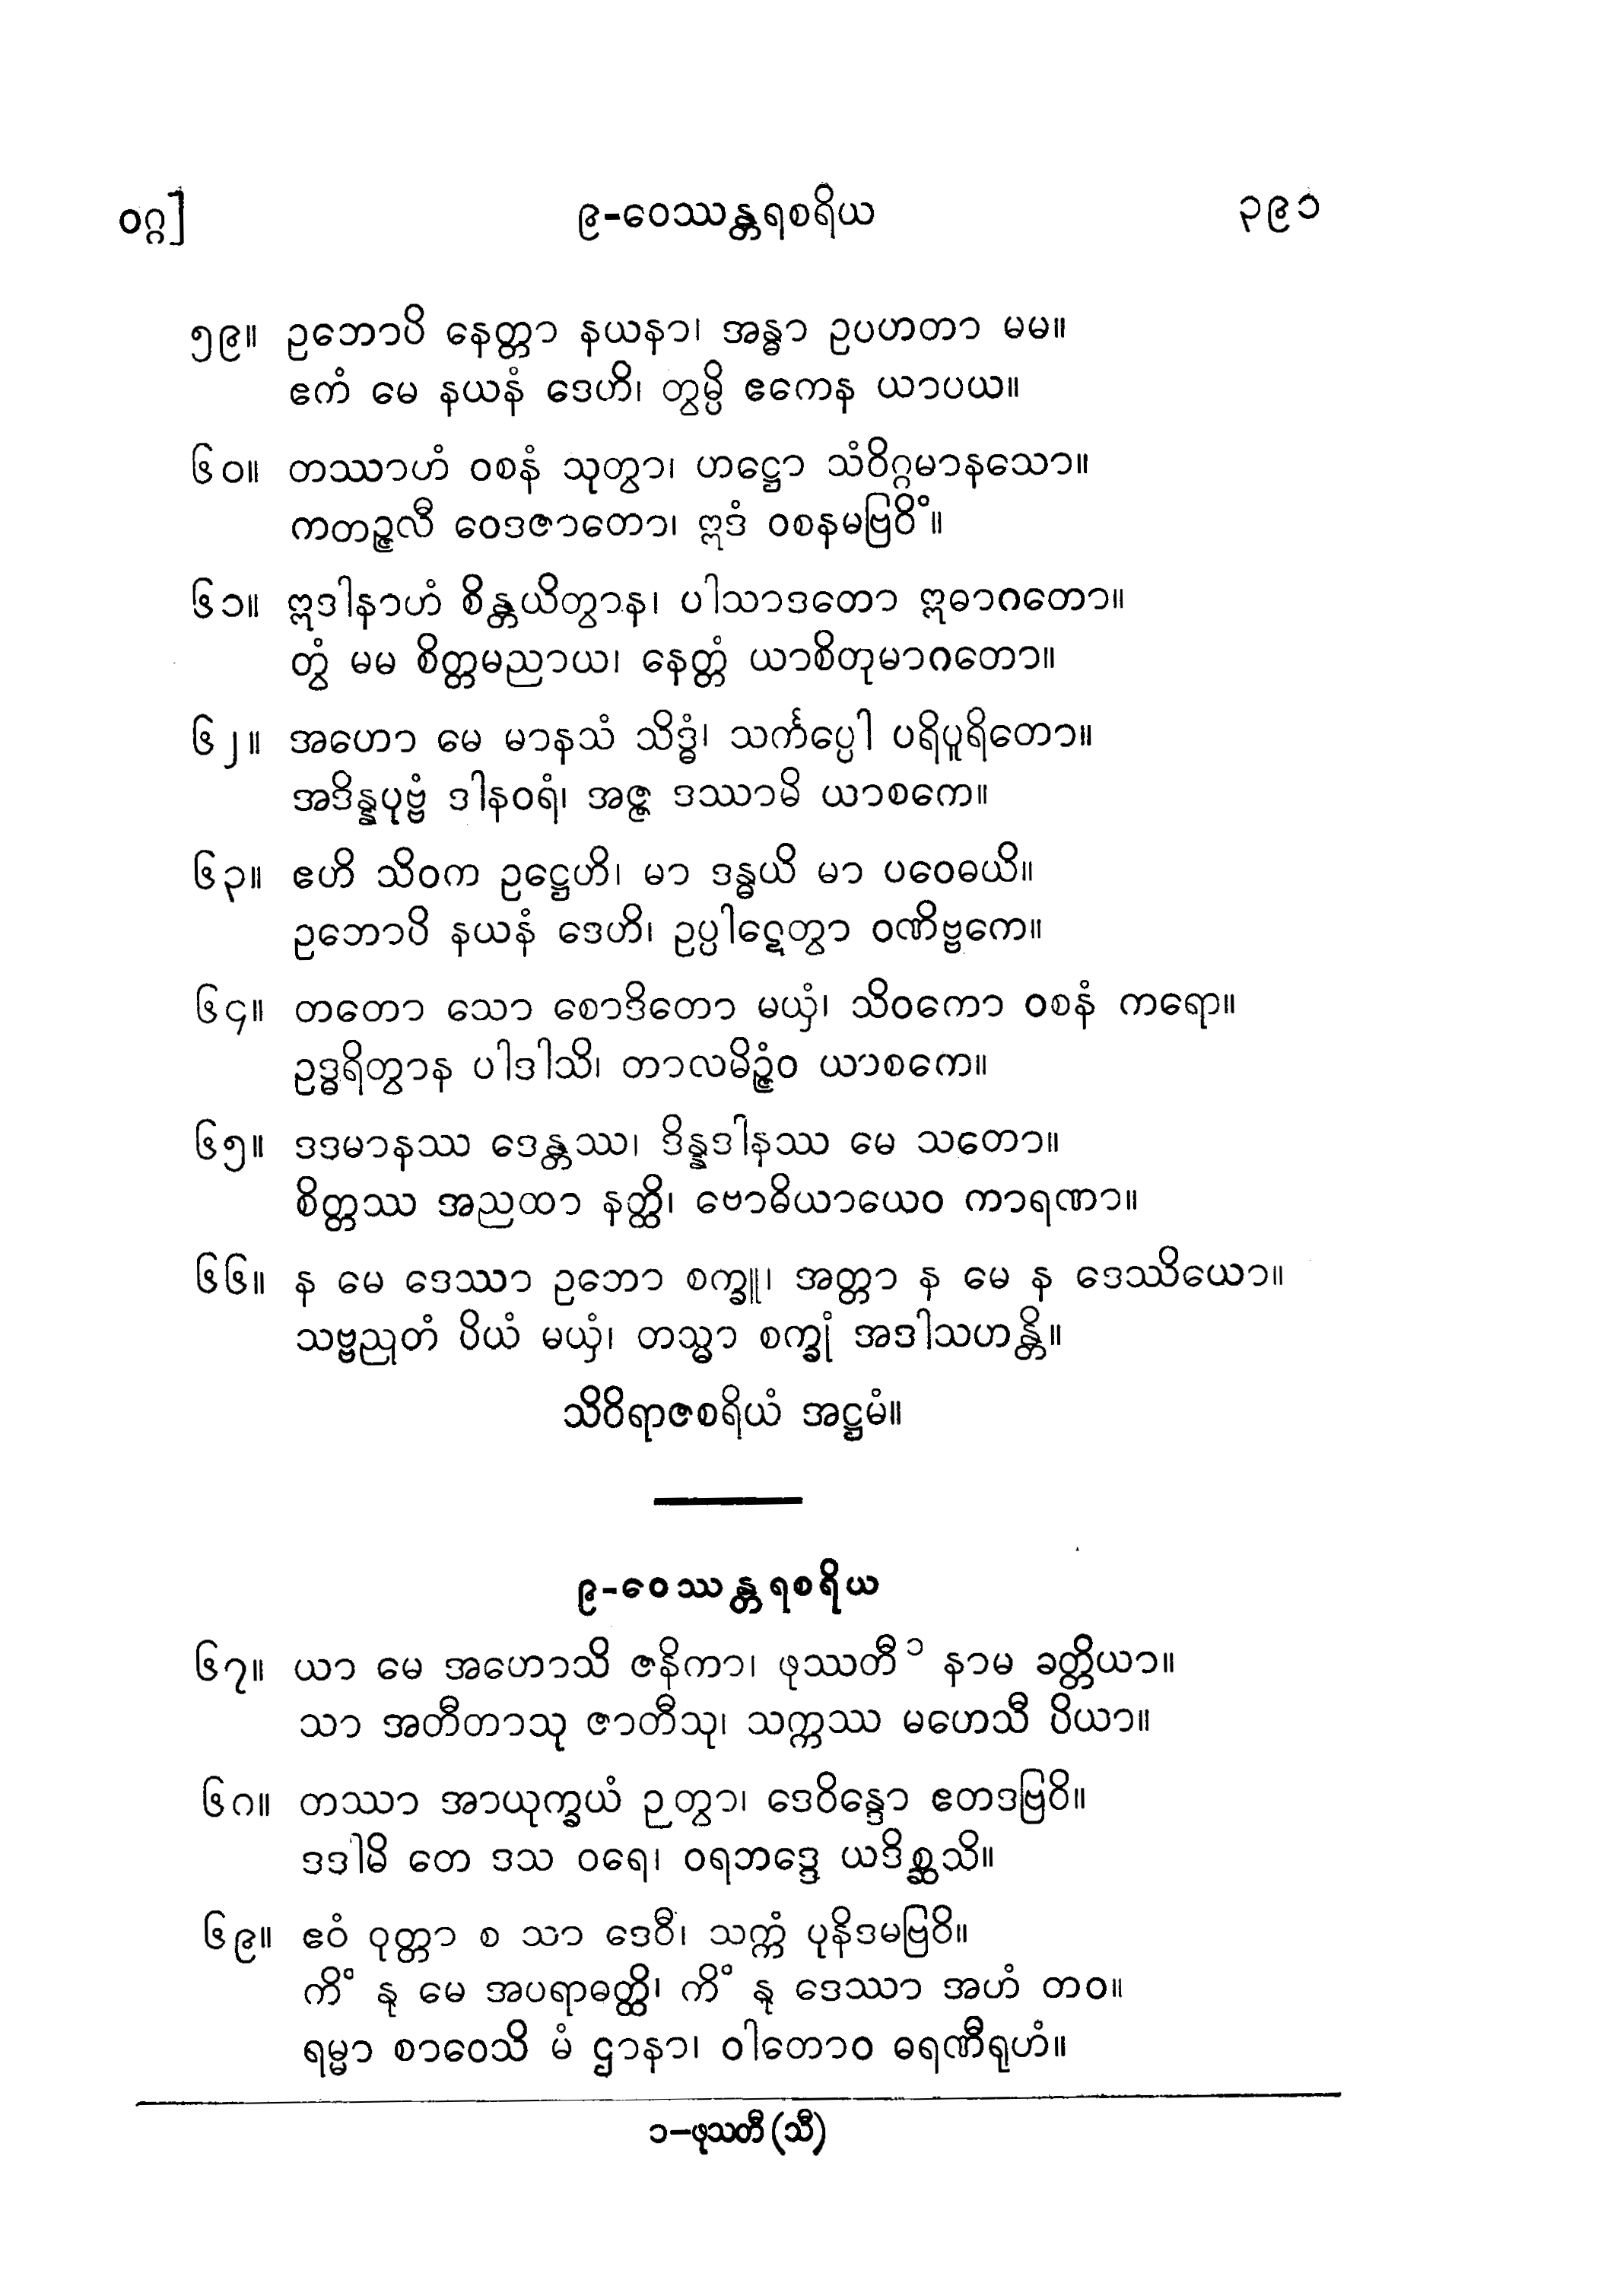 ဝဂ္ဂ] ၉-ဝေဿန္တရစရိယ ၃၉၁
၅၉။ ဥဘောပိ နေတ္တာ နယနာ၊ အန္ဓာ ဥပဟတာ မမ။
ဧကံ မေ နယနံ ဒေဟိ၊ တွမ္ပိ ဧကေန ယာပယ။
၆၀။ တဿာဟံ ဝစနံ သုတွာ၊ ဟဋ္ဌော သံဝိဂ္ဂမာနသော။
ကတဉ္ဇလီ ဝေဒဇာတော၊ ဣဒံ ဝစနမဗြဝိံ။
၆၁။ ဣဒါနာဟံ စိန္တယိတွာန၊ ပါသာဒတော ဣဓာဂတော။
တွံ မမ စိတ္တမညာယ၊ နေတ္တံ ယာစိတုမာဂတော။
၆၂။ အဟော မေ မာနသံ သိဒ္ဓံ၊ သင်္ကပ္ပေါ ပရိပူရိတော။
အဒိန္နပုဗ္ဗံ ဒါနဝရံ၊ အဇ္ဇ ဒဿာမိ ယာစကေ။
၆၃။ ဧဟိ သိဝက ဥဋ္ဌေဟိ၊ မာ ဒန္ဓယိ မာ ပဝေဓယိ။
ဥဘောပိ နယနံ ဒေဟိ၊ ဥပ္ပါဋေတွာ ဝဏိဗ္ဗကေ။
၆၄။ တတော သော စောဒိတော မယှံ၊ သိဝကော ဝစနံ ကရော။
ဥဒ္ဓရိတွာန ပါဒါသိ၊ တာလမိဉ္ဇံဝ ယာစကေ။
၆၅။ ဒဒမာနဿ ဒေန္တဿ၊ ဒိန္နဒါနဿ မေ သတော။
စိတ္တဿ အညထာ နတ္ထိ၊ ဗောဓိယာယေဝ ကာရဏာ။
၆၆။ န မေ ဒေဿာ ဥဘော စက္ခူ၊ အတ္တာ န မေ န ဒေဿိယော။
သဗ္ဗညုတံ ပိယံ မယှံ၊ တသ္မာ စက္ခုံ အဒါသဟန္တိ။
သိဝိရာဇစရိယံ အဋ္ဌမံ။
၉-ဝေဿန္တရစရိယ
၆၇။ ယာ မေ အဟောသိ ဇနိကာ၊ ဖုဿတီ ၁ နာမ ခတ္တိယာ။
သာ အတီတာသု ဇာတီသု၊ သက္ကဿ မဟေသီ ပိယာ။
၆၈။ တဿာ အာယုက္ခယံ ဉတွာ၊ ဒေဝိန္ဒော ဧတဒဗြဝိ။
ဒဒါမိ တေ ဒသ ဝရေ၊ ဝရဘဒ္ဒေ ယဒိစ္ဆသိ။
၆၉။ ဧဝံ ဝုတ္တာ စ သာ ဒေဝီ၊ သက္ကံ ပုနိဒမဗြဝိ။
ကိံ နု မေ အပရာဓတ္ထိ၊ ကိံ နု ဒေဿာ အဟံ တဝ။
ရမ္မာ စာဝေသိ မံ ဌာနာ၊ ဝါတောဝ ဓရဏီရုဟံ။
၁—ဖုသတီ (သီ)